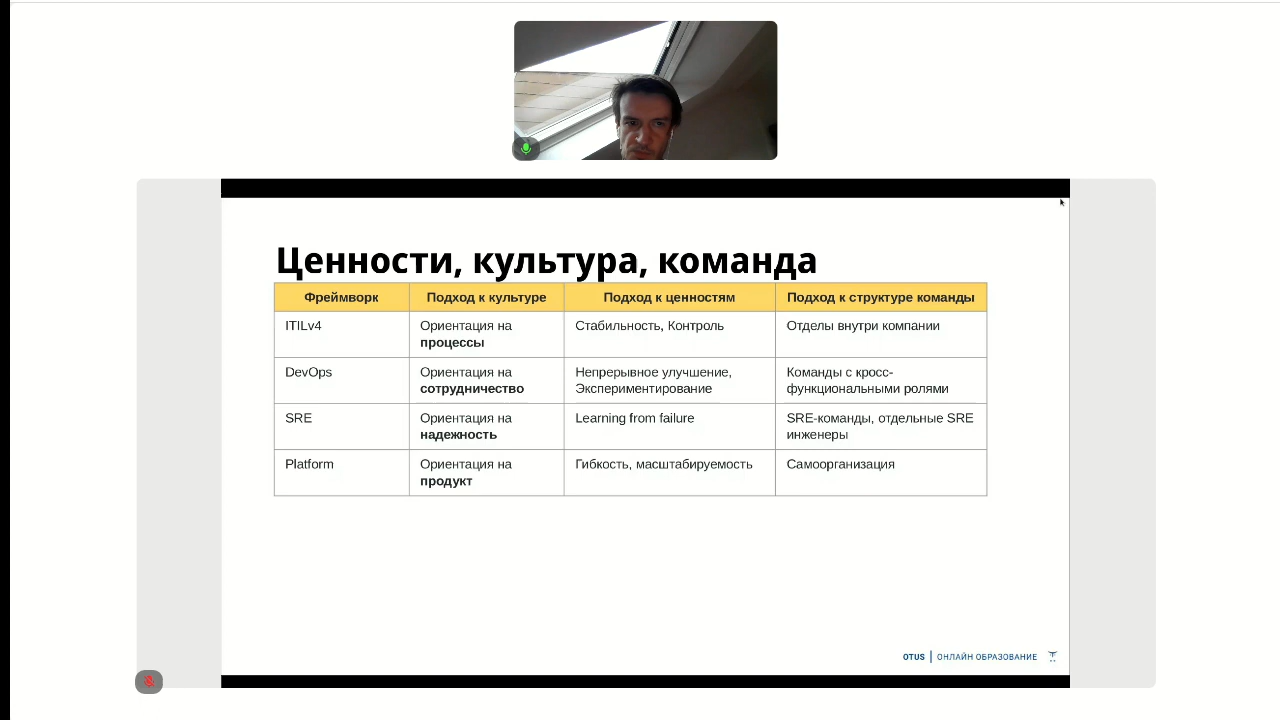 Ценности, культура, команда
Фреймворк Подход к культуре Подход к ценностям Подход к структуре команды
ITILv4 Ориентация на процессы Стабильность, Контроль Отделы внутри компании
DevOps Ориентация на сотрудничество Непрерывное улучшение, Экспериментирование Команды с кросс-функциональными ролями
SRE Ориентация на надежность Learning from failure SRE-команды, отдельные SRE инженеры
Platform Ориентация на продукт Гибкость, масштабируемость Самоорганизация
OTUS | ОНЛАЙН ОБРАЗОВАНИЕ